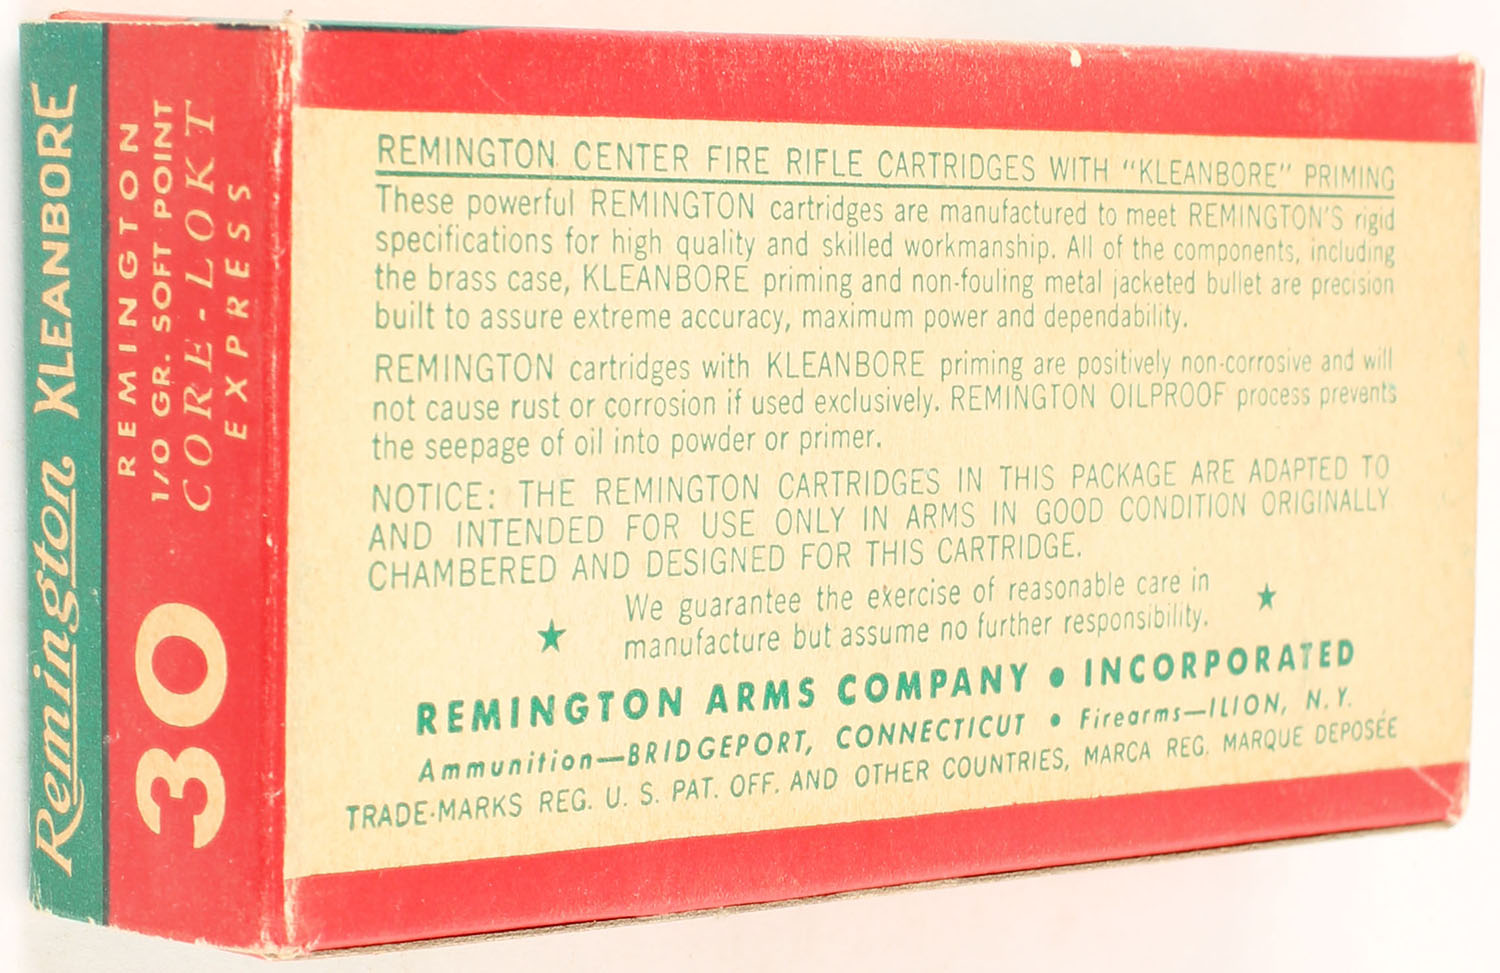 Remington KLEANBORE
30
REMINGTON
1/0 GR. SOFT POINT
CORE-LOKT
EXPRESS
REMINGTON CENTER FIRE RIFLE CARTRIDGES WITH "KLEANBORE" PRIMING
These powerful REMINGTON cartridges are manufactured to meet REMINGTON'S rigid
specifications for high quality and skilled workmanship. All of the components, including
the brass case, KLEANBORE priming and non-fouling metal jacketed bullet are precision
built to assure extreme accuracy, maximum power and dependability.
REMINGTON cartridges with KLEANBORE priming are positively non-corrosive and will
not cause rust or corrosion if used exclusively. REMINGTON OILPROOF process prevents
the seepage of oil into powder or primer.
NOTICE: THE REMINGTON CARTRIDGES IN THIS PACKAGE ARE ADAPTED TO
AND INTENDED FOR USE ONLY IN ARMS IN GOOD CONDITION ORIGINALLY
CHAMBERED AND DESIGNED FOR THIS CARTRIDGE.
We guarantee the exercise of reasonable care in
★ manufacture but assume no further responsibility. ★
REMINGTON ARMS COMPANY • INCORPORATED
Ammunition—BRIDGEPORT, CONNECTICUT • Firearms—ILION, N. Y.
TRADE-MARKS REG. U. S. PAT. OFF. AND OTHER COUNTRIES, MARCA REG. MARQUE DEPOSÉE